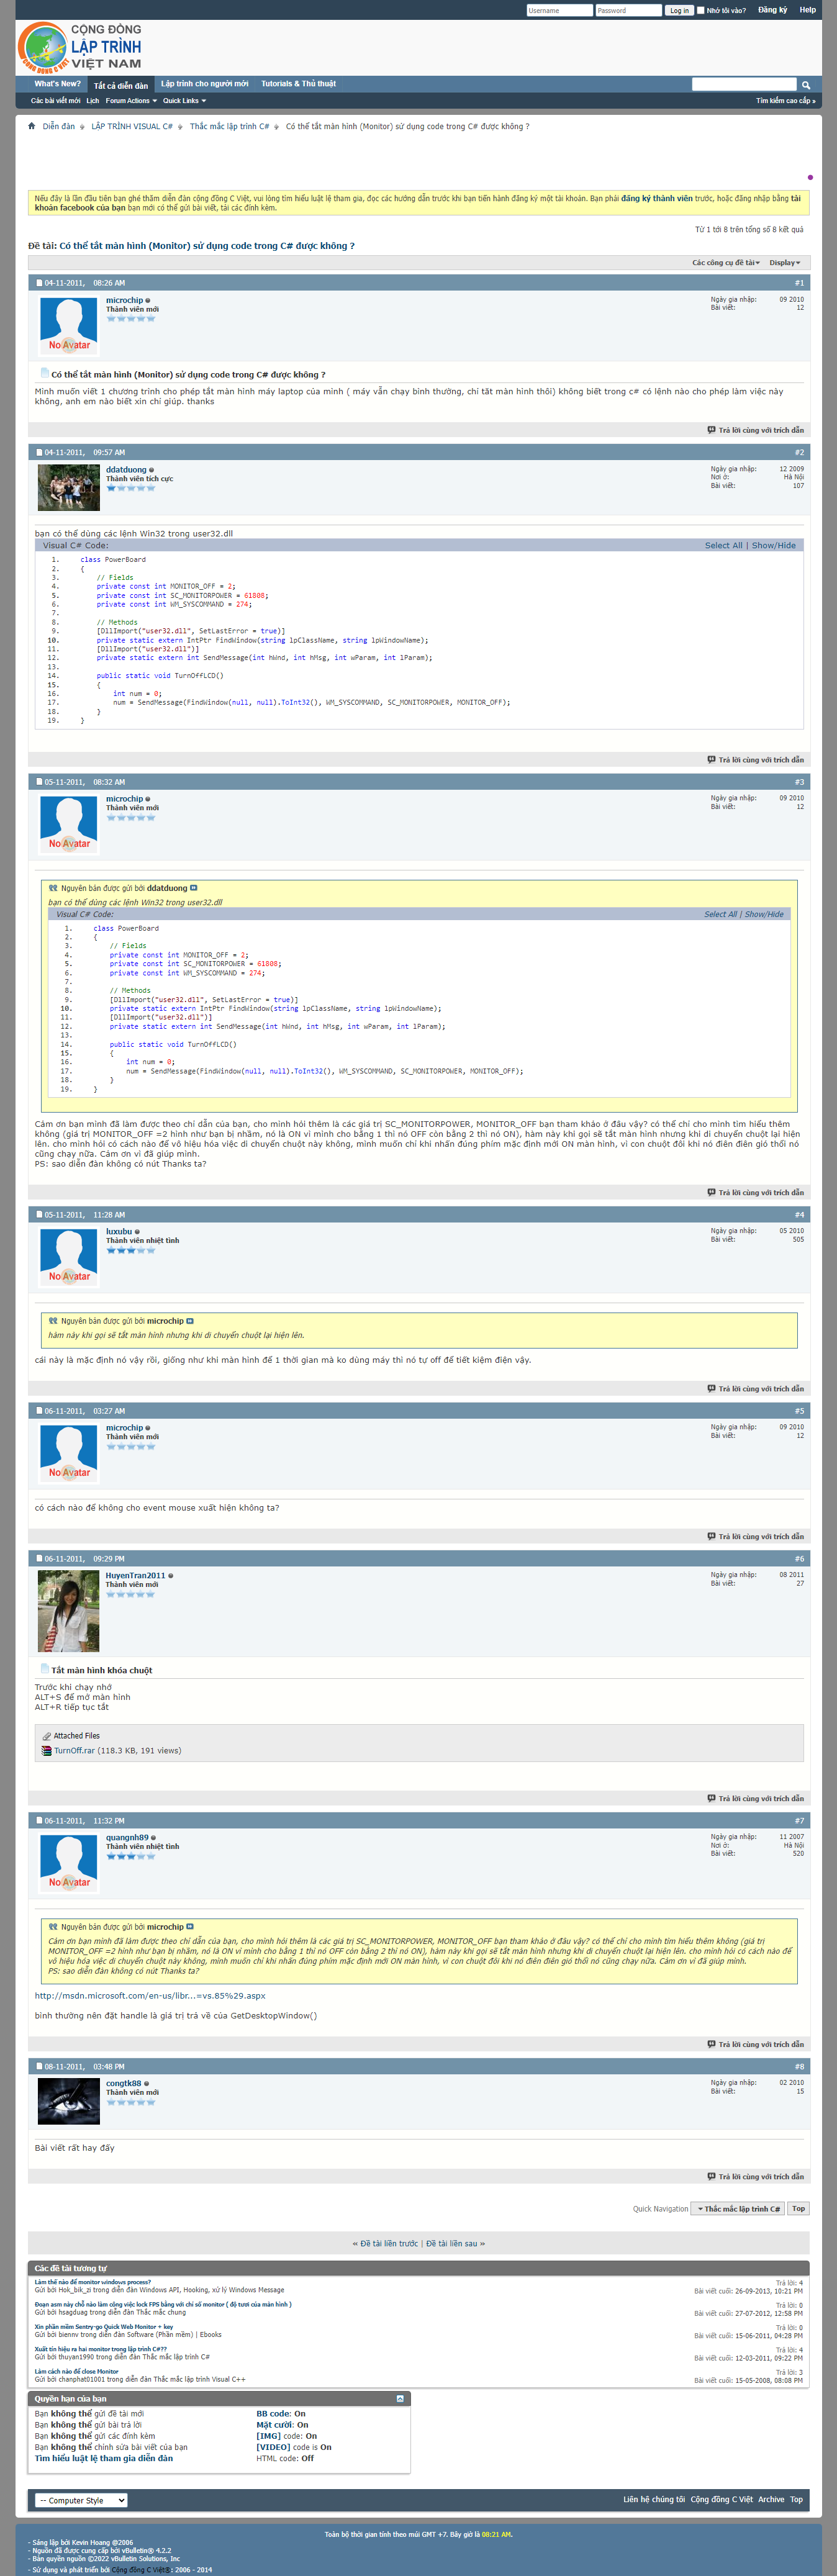 Username
Password
Log in
Nhớ tôi vào?
Đăng ký
Help
CỘNG ĐỒNG
LẬP TRÌNH
VIỆT NAM
CỘNG ĐỒNG C VIỆT
What's New?
Tất cả diễn đàn
Lập trình cho người mới
Tutorials & Thủ thuật
Các bài viết mới
Lịch
Forum Actions
Quick Links
Tìm kiếm cao cấp »
Diễn đàn
LẬP TRÌNH VISUAL C#
Thắc mắc lập trình C#
Có thể tắt màn hình (Monitor) sử dụng code trong C# được không ?
Nếu đây là lần đầu tiên bạn ghé thăm diễn đàn cộng đồng C Việt, vui lòng tìm hiểu luật lệ tham gia, đọc các hướng dẫn trước khi bạn tiến hành đăng ký một tài khoản. Bạn phải đăng ký thành viên trước, hoặc đăng nhập bằng tài
khoản facebook của bạn bạn mới có thể gửi bài viết, tải các đính kèm.
Từ 1 tới 8 trên tổng số 8 kết quả
Đề tài: Có thể tắt màn hình (Monitor) sử dụng code trong C# được không ?
Các công cụ đề tài
Display
04-11-2011, 08:26 AM
#1
microchip
Thành viên mới
No Avatar
Ngày gia nhập: 09 2010
Bài viết: 12
Có thể tắt màn hình (Monitor) sử dụng code trong C# được không ?
Mình muốn viết 1 chương trình cho phép tắt màn hình máy laptop của mình ( máy vẫn chạy bình thường, chỉ tắt màn hình thôi) không biết trong c# có lệnh nào cho phép làm việc này
không, anh em nào biết xin chỉ giúp. thanks
Trả lời cùng với trích dẫn
04-11-2011, 09:57 AM
#2
ddatduong
Thành viên tích cực
Ngày gia nhập: 12 2009
Nơi ở: Hà Nội
Bài viết: 107
bạn có thể dùng các lệnh Win32 trong user32.dll
Visual C# Code:
Select All | Show/Hide
1. class PowerBoard
2. {
3. // Fields
4. private const int MONITOR_OFF = 2;
5. private const int SC_MONITORPOWER = 61808;
6. private const int WM_SYSCOMMAND = 274;
7.
8. // Methods
9. [DllImport("user32.dll", SetLastError = true)]
10. private static extern IntPtr FindWindow(string lpClassName, string lpWindowName);
11. [DllImport("user32.dll")]
12. private static extern int SendMessage(int hWnd, int hMsg, int wParam, int lParam);
13.
14. public static void TurnOffLCD()
15. {
16. int num = 0;
17. num = SendMessage(FindWindow(null, null).ToInt32(), WM_SYSCOMMAND, SC_MONITORPOWER, MONITOR_OFF);
18. }
19. }
Trả lời cùng với trích dẫn
05-11-2011, 08:32 AM
#3
microchip
Thành viên mới
No Avatar
Ngày gia nhập: 09 2010
Bài viết: 12
Nguyên bản được gửi bởi ddatduong
bạn có thể dùng các lệnh Win32 trong user32.dll
Visual C# Code:
Select All | Show/Hide
1. class PowerBoard
2. {
3. // Fields
4. private const int MONITOR_OFF = 2;
5. private const int SC_MONITORPOWER = 61808;
6. private const int WM_SYSCOMMAND = 274;
7.
8. // Methods
9. [DllImport("user32.dll", SetLastError = true)]
10. private static extern IntPtr FindWindow(string lpClassName, string lpWindowName);
11. [DllImport("user32.dll")]
12. private static extern int SendMessage(int hWnd, int hMsg, int wParam, int lParam);
13.
14. public static void TurnOffLCD()
15. {
16. int num = 0;
17. num = SendMessage(FindWindow(null, null).ToInt32(), WM_SYSCOMMAND, SC_MONITORPOWER, MONITOR_OFF);
18. }
19. }
Cảm ơn bạn mình đã làm được theo chỉ dẫn của bạn, cho mình hỏi thêm là các giá trị SC_MONITORPOWER, MONITOR_OFF bạn tham khảo ở đâu vậy? có thể chỉ cho mình tìm hiểu thêm
không (giá trị MONITOR_OFF =2 hình như bạn bị nhầm, nó là ON vì mình cho bằng 1 thì nó OFF còn bằng 2 thì nó ON), hàm này khi gọi sẽ tắt màn hình nhưng khi di chuyển chuột lại hiện
lên. cho mình hỏi có cách nào để vô hiệu hóa việc di chuyển chuột này không, mình muốn chỉ khi nhấn đúng phím mặc định mới ON màn hình, vì con chuột đôi khi nó điên điên gió thổi nó
cũng chạy nữa. Cảm ơn vì đã giúp mình.
PS: sao diễn đàn không có nút Thanks ta?
Trả lời cùng với trích dẫn
05-11-2011, 11:28 AM
#4
luxubu
Thành viên nhiệt tình
No Avatar
Ngày gia nhập: 05 2010
Bài viết: 505
Nguyên bản được gửi bởi microchip
hàm này khi gọi sẽ tắt màn hình nhưng khi di chuyển chuột lại hiện lên.
cái này là mặc định nó vậy rồi, giống như khi màn hình để 1 thời gian mà ko dùng máy thì nó tự off để tiết kiệm điện vậy.
Trả lời cùng với trích dẫn
06-11-2011, 03:27 AM
#5
microchip
Thành viên mới
No Avatar
Ngày gia nhập: 09 2010
Bài viết: 12
có cách nào để không cho event mouse xuất hiện không ta?
Trả lời cùng với trích dẫn
06-11-2011, 09:29 PM
#6
HuyenTran2011
Thành viên mới
Ngày gia nhập: 08 2011
Bài viết: 27
Tắt màn hình khóa chuột
Trước khi chạy nhớ
ALT+S để mở màn hình
ALT+R tiếp tục tắt
Attached Files
TurnOff.rar (118.3 KB, 191 views)
Trả lời cùng với trích dẫn
06-11-2011, 11:32 PM
#7
quangnh89
Thành viên nhiệt tình
No Avatar
Ngày gia nhập: 11 2007
Nơi ở: Hà Nội
Bài viết: 520
Nguyên bản được gửi bởi microchip
Cảm ơn bạn mình đã làm được theo chỉ dẫn của bạn, cho mình hỏi thêm là các giá trị SC_MONITORPOWER, MONITOR_OFF bạn tham khảo ở đâu vậy? có thể chỉ cho mình tìm hiểu thêm không (giá trị
MONITOR_OFF =2 hình như bạn bị nhầm, nó là ON vì mình cho bằng 1 thì nó OFF còn bằng 2 thì nó ON), hàm này khi gọi sẽ tắt màn hình nhưng khi di chuyển chuột lại hiện lên. cho mình hỏi có cách nào để
vô hiệu hóa việc di chuyển chuột này không, mình muốn chỉ khi nhấn đúng phím mặc định mới ON màn hình, vì con chuột đôi khi nó điên điên gió thổi nó cũng chạy nữa. Cảm ơn vì đã giúp mình.
PS: sao diễn đàn không có nút Thanks ta?
http://msdn.microsoft.com/en-us/libr...=vs.85%29.aspx
bình thường nên đặt handle là giá trị trả về của GetDesktopWindow()
Trả lời cùng với trích dẫn
08-11-2011, 03:48 PM
#8
congtk88
Thành viên mới
Ngày gia nhập: 02 2010
Bài viết: 15
Bài viết rất hay đấy
Trả lời cùng với trích dẫn
Quick Navigation
Thắc mắc lập trình C#
Top
« Đề tài liền trước | Đề tài liền sau »
Các đề tài tương tự
Làm thế nào để monitor windows process?
Gửi bởi Hok_bik_zi trong diễn đàn Windows API, Hooking, xử lý Windows Message
Trả lời: 4
Bài viết cuối: 26-09-2013, 10:21 PM
Đoạn asm này chỗ nào làm công việc lock FPS bằng với chỉ số monitor ( độ tươi của màn hình )
Gửi bởi hsagduag trong diễn đàn Thắc mắc chung
Trả lời: 0
Bài viết cuối: 27-07-2012, 12:58 PM
Xin phần mềm Sentry-go Quick Web Monitor + key
Gửi bởi biennv trong diễn đàn Software (Phần mềm) | Ebooks
Trả lời: 0
Bài viết cuối: 15-06-2011, 04:28 PM
Xuất tín hiệu ra hai monitor trong lập trình C#??
Gửi bởi thuyan1990 trong diễn đàn Thắc mắc lập trình C#
Trả lời: 4
Bài viết cuối: 12-03-2011, 09:22 PM
Làm cách nào để close Monitor
Gửi bởi chanphat01001 trong diễn đàn Thắc mắc lập trình Visual C++
Trả lời: 3
Bài viết cuối: 15-05-2008, 08:08 PM
Quyền hạn của bạn
Bạn không thể gửi đề tài mới
Bạn không thể gửi bài trả lời
Bạn không thể gửi các đính kèm
Bạn không thể chỉnh sửa bài viết của bạn
Tìm hiểu luật lệ tham gia diễn đàn
BB code: On
Mặt cười: On
[IMG] code: On
[VIDEO] code is On
HTML code: Off
-- Computer Style
Liên hệ chúng tôi
Cộng đồng C Việt
Archive
Top
Toàn bộ thời gian tính theo múi GMT +7. Bây giờ là 08:21 AM.
- Sáng lập bởi Kevin Hoang @2006
- Nguồn đã được cung cấp bởi vBulletin® 4.2.2
- Bản quyền nguồn ©2022 vBulletin Solutions, Inc
- Sử dụng và phát triển bởi Cộng đồng C Việt®: 2006 - 2014